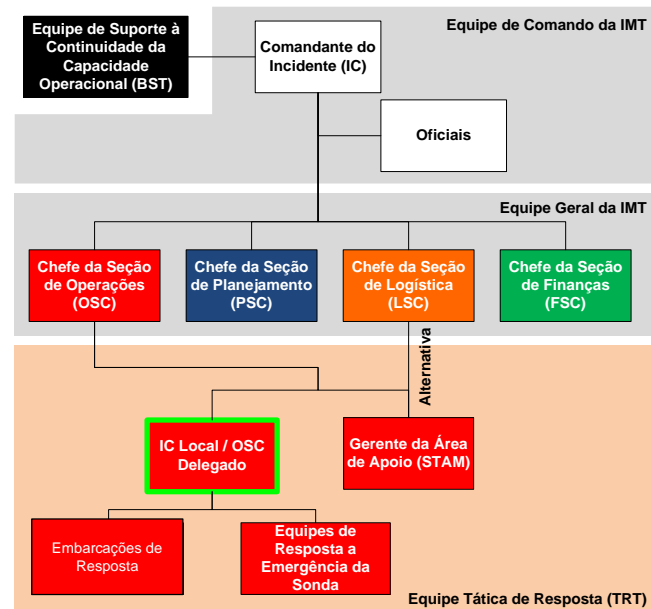 Equipe de Suporte à
Continuidade da
Capacidade
Operacional (BST)
Comandante do
Incidente (IC)
Equipe de Comando da IMT
Oficiais
Equipe Geral da IMT
Chefe da Seção
de Operações
(OSC)
Chefe da Seção
de Planejamento
(PSC)
Chefe da Seção
de Logística
(LSC)
Chefe da Seção
de Finanças
(FSC)
Alternativa
IC Local / OSC
Delegado
Gerente da Área
de Apoio (STAM)
Embarcações de
Resposta
Equipes de
Resposta a
Emergência da
Sonda
Equipe Tática de Resposta (TRT)